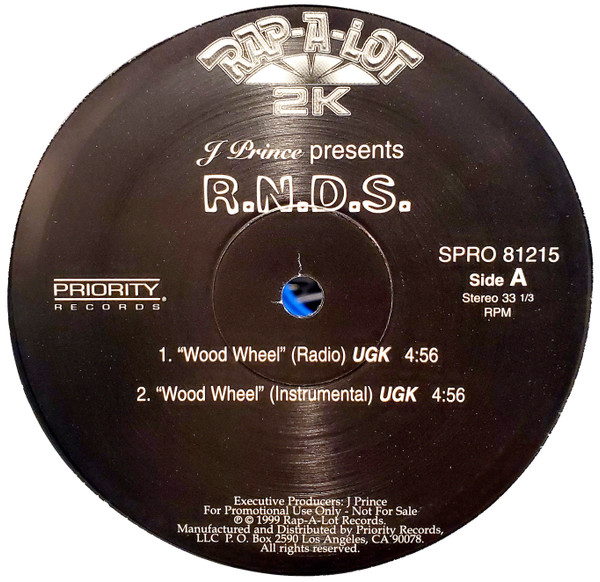 RAP-A-LOT
2K
J Prince presents
R.N.D.S.
PRIORITY
RECORDS®
SPRO 81215
Side A
Stereo 33 1/3
RPM
1. “Wood Wheel” (Radio) UGK 4:56
2. “Wood Wheel” (Instrumental) UGK 4:56
Executive Producers: J Prince
For Promotional Use Only - Not For Sale
℗ © 1999 Rap-A-Lot Records.
Manufactured and Distributed by Priority Records,
LLC P. O. Box 2590 Los Angeles, CA 90078.
All rights reserved.